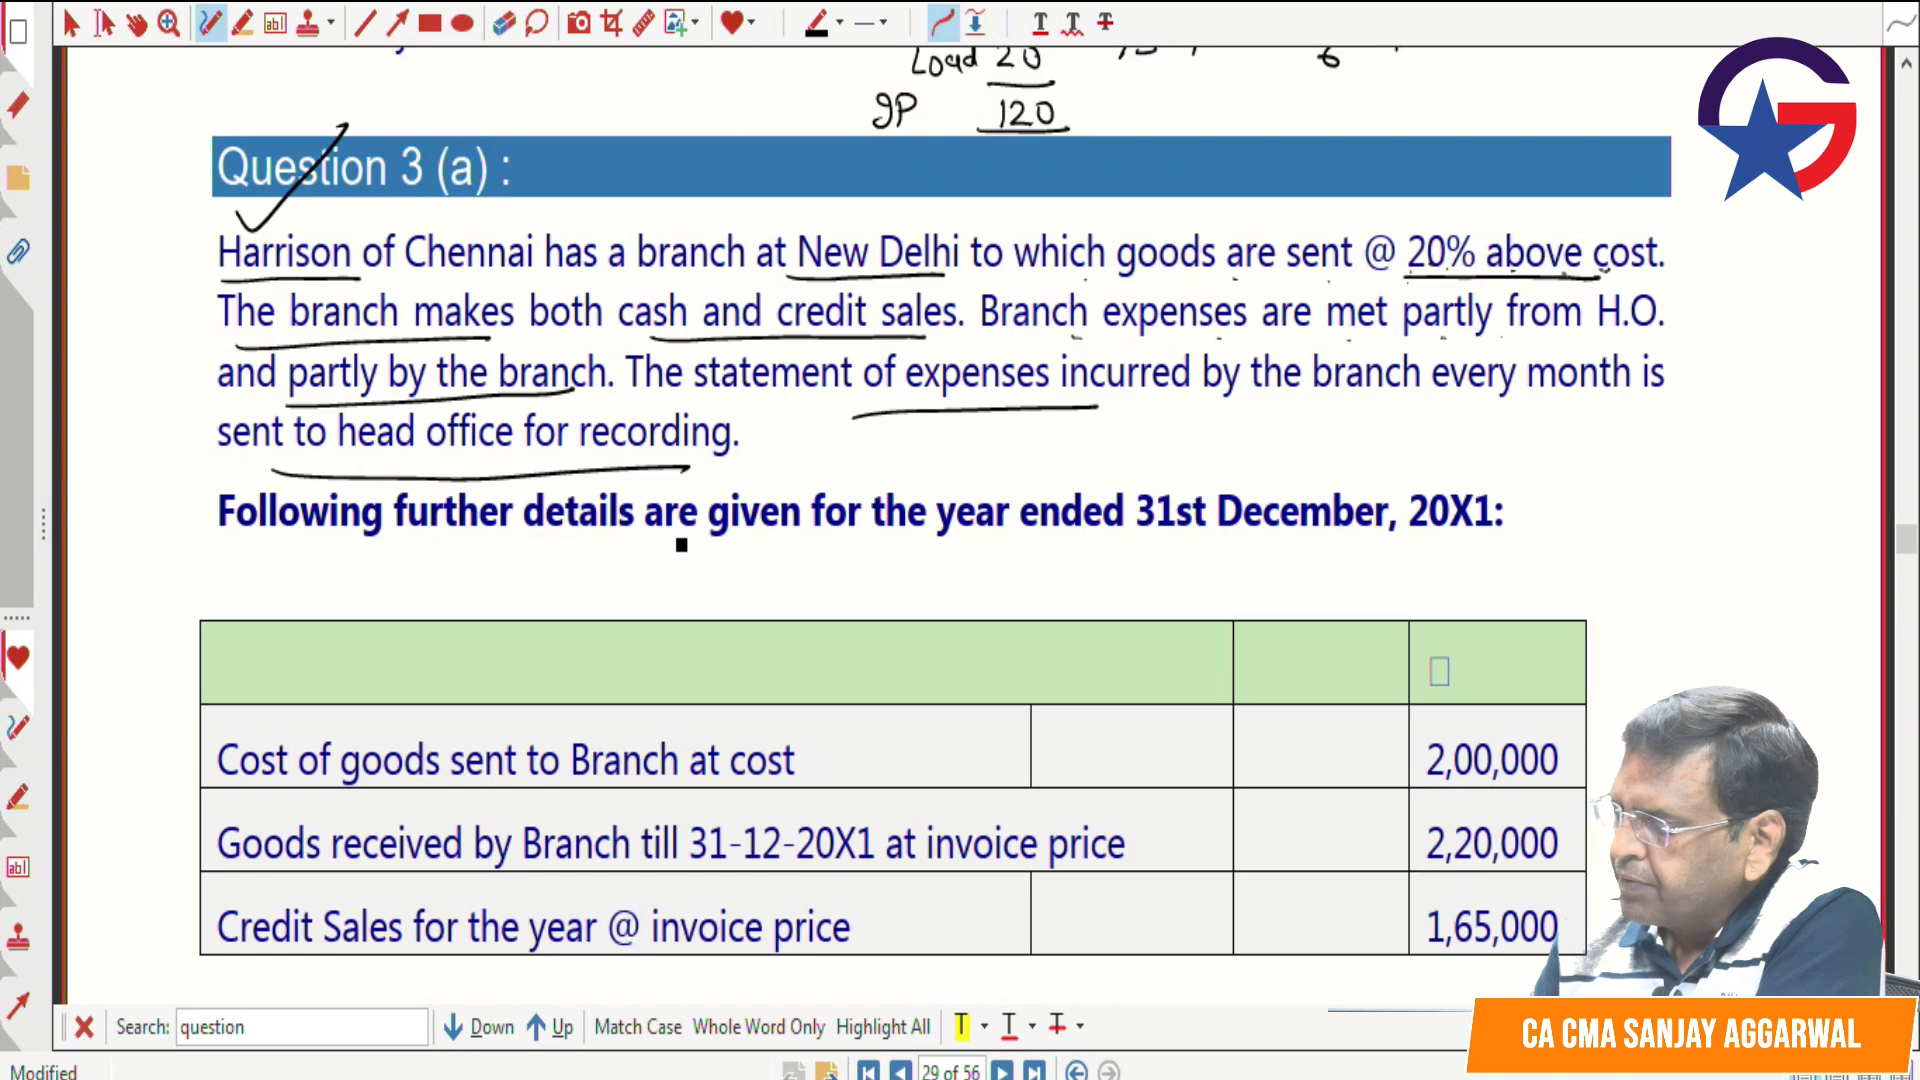 Load 20
gP 120
Question 3 (a) :
Harrison of Chennai has a branch at New Delhi to which goods are sent @ 20% above cost.
The branch makes both cash and credit sales. Branch expenses are met partly from H.O.
and partly by the branch. The statement of expenses incurred by the branch every month is
sent to head office for recording.
Following further details are given for the year ended 31st December, 20X1:
Cost of goods sent to Branch at cost 2,00,000
Goods received by Branch till 31-12-20X1 at invoice price 2,20,000
Credit Sales for the year @ invoice price 1,65,000
Search: question Down Up Match Case Whole Word Only Highlight All
CA CMA SANJAY AGGARWAL
Modified 29 of 56